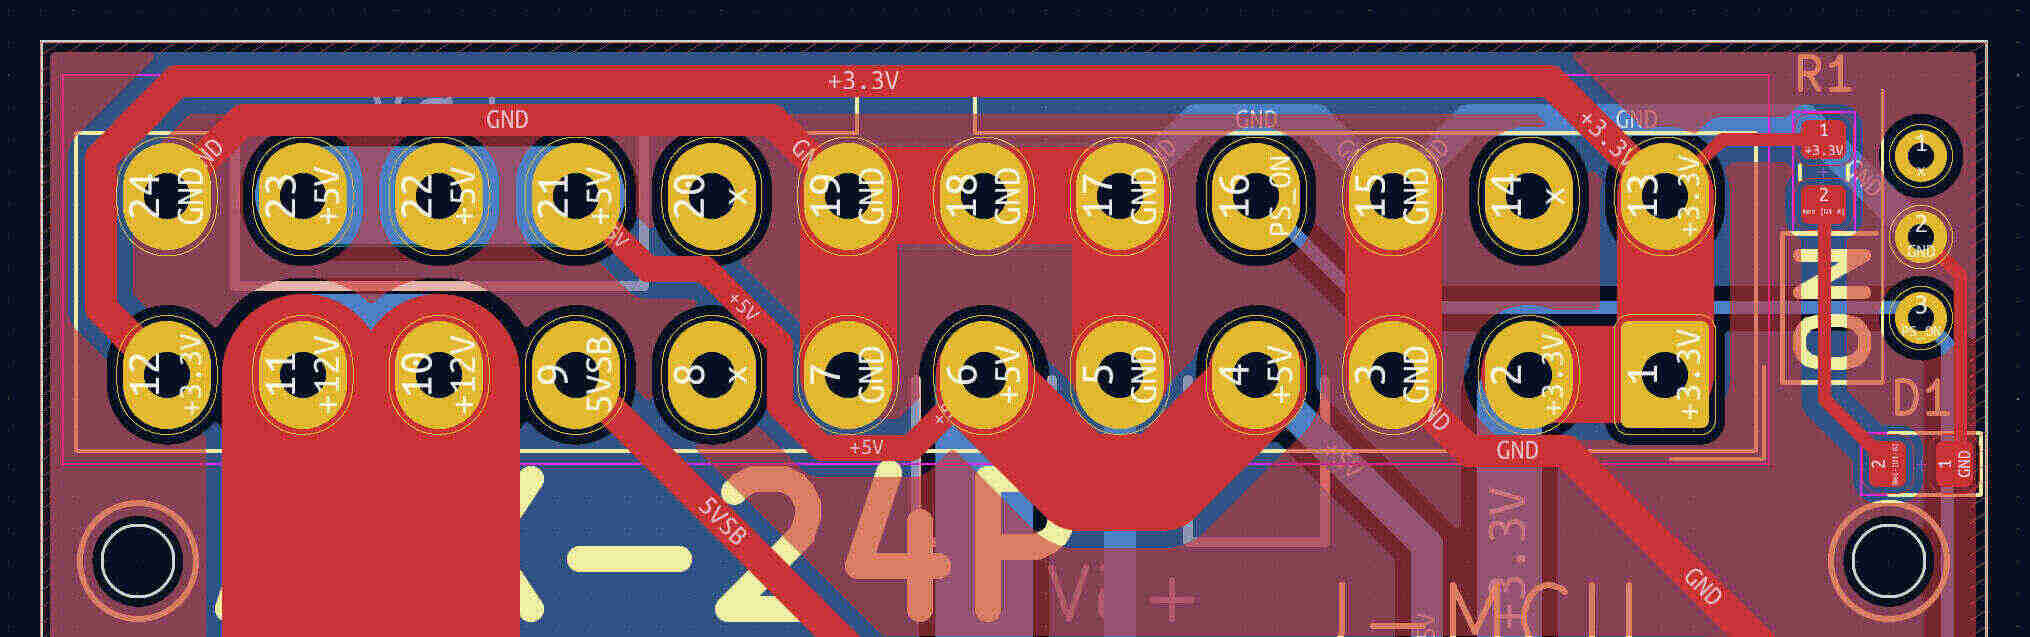 +3.3V
R1
GND
GND
GND
+3.3V
1
+3.3V
2
1
x
2
GND
3
PS_ON
24
GND
23
+5V
22
+5V
21
+5V
20
x
19
GND
18
GND
17
GND
16
PS_ON
15
GND
14
x
13
+3.3V
12
+3.3V
11
+12V
10
+12V
9
5VSB
8
x
7
GND
6
+5V
5
GND
4
+5V
3
GND
2
+3.3V
1
+3.3V
+5V
+5V
GND
ON
D1
2
1
GND
5VSB
-24P
+3.3V
GND
J_MCU